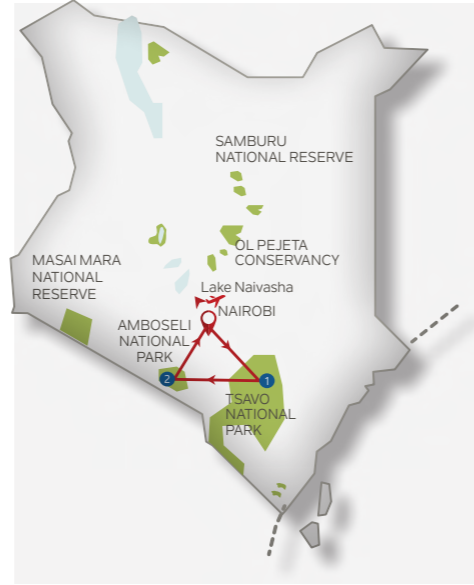 SAMBURU
NATIONAL RESERVE
OL PEJETA
CONSERVANCY
MASAI MARA
NATIONAL
RESERVE
Lake Naivasha
NAIROBI
AMBOSELI
NATIONAL
PARK
2
1
TSAVO
NATIONAL
PARK